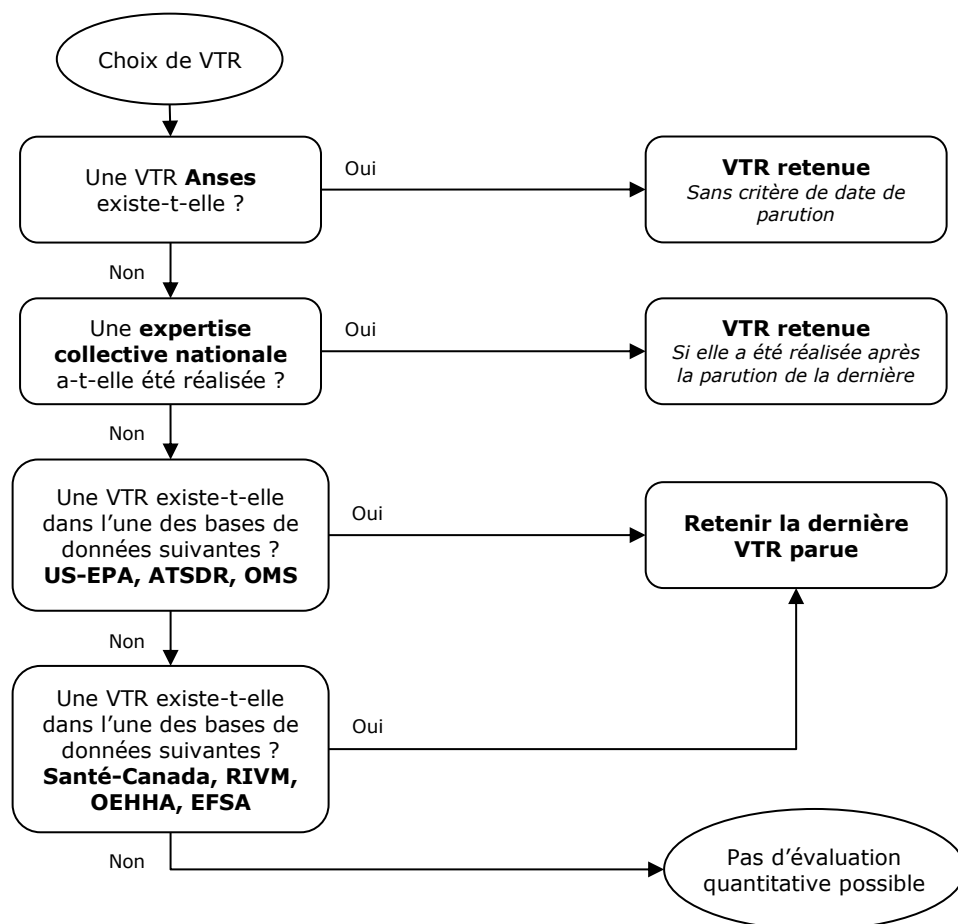 Choix de VTR
Une VTR Anses
existe-t-elle ?
Oui
VTR retenue
Sans critère de date de
parution
Non
Une expertise
collective nationale
a-t-elle été réalisée ?
Oui
VTR retenue
Si elle a été réalisée après
la parution de la dernière
Non
Une VTR existe-t-elle
dans l’une des bases de
données suivantes ?
US-EPA, ATSDR, OMS
Oui
Retenir la dernière
VTR parue
Non
Une VTR existe-t-elle
dans l’une des bases de
données suivantes ?
Santé-Canada, RIVM,
OEHHA, EFSA
Oui
Non
Pas d’évaluation
quantitative possible